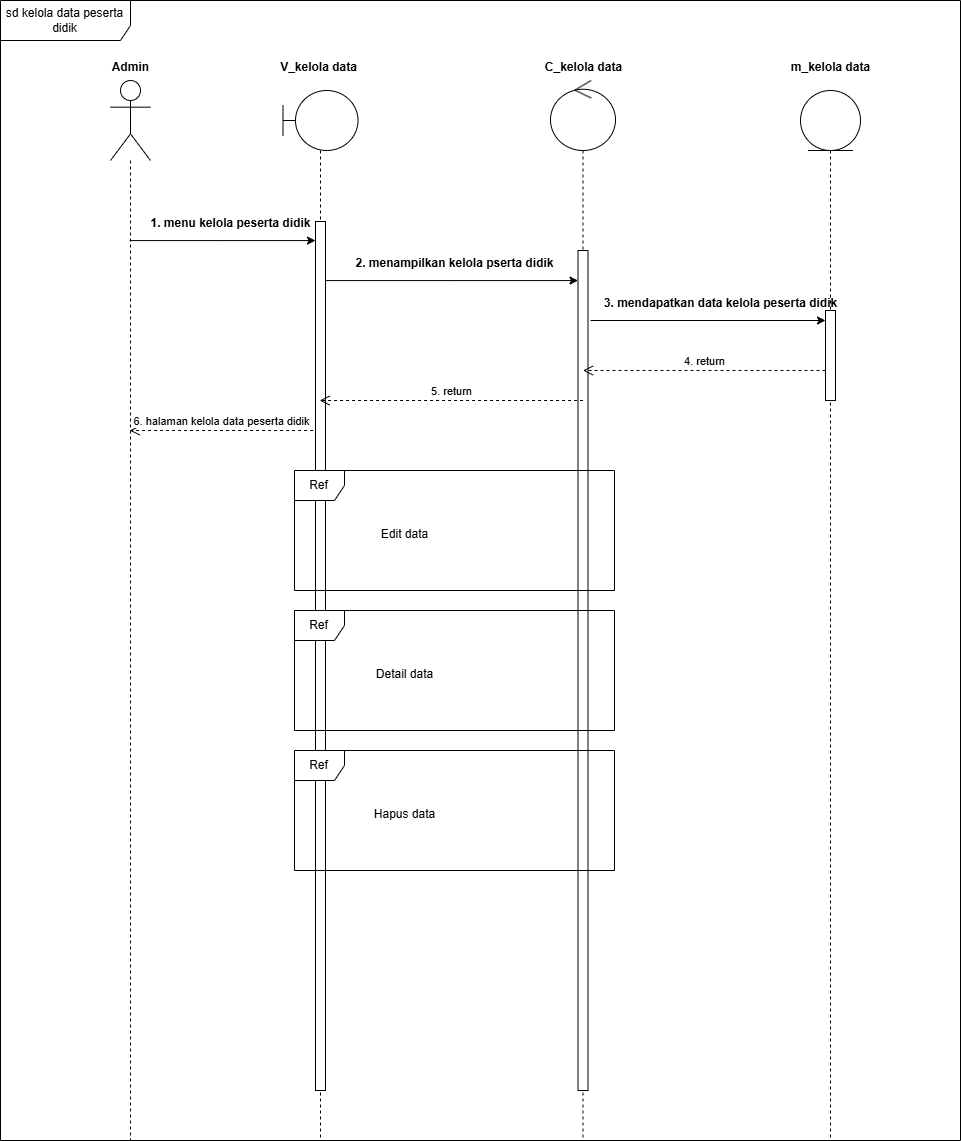 sd kelola data peserta
didik
Admin
V_kelola data
C_kelola data
m_kelola data
1. menu kelola peserta didik
2. menampilkan kelola pserta didik
3. mendapatkan data kelola peserta didik
4. return
5. return
6. halaman kelola data peserta didik
Ref
Edit data
Ref
Detail data
Ref
Hapus data